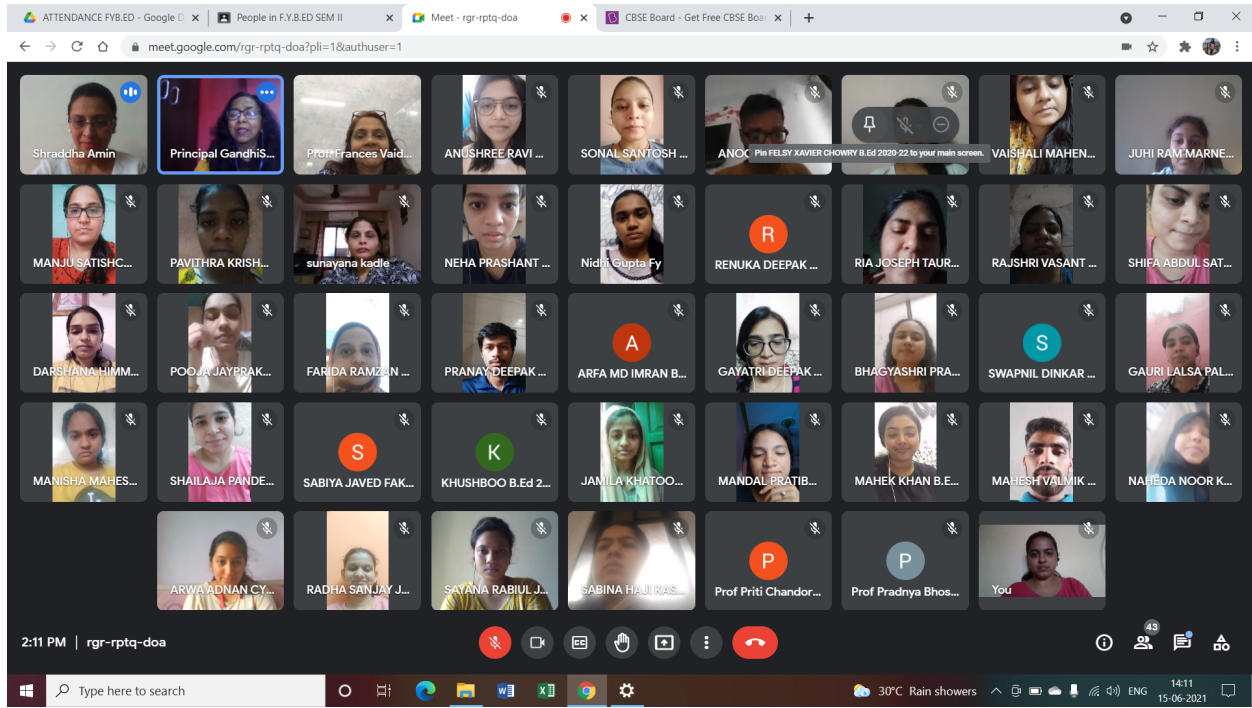 ATTENDANCE FYB.ED - Google D
People in F.Y.B.ED SEM II
Meet - rgr-rptq-doa
CBSE Board - Get Free CBSE Boar
meet.google.com/rgr-rptq-doa?pli=1&authuser=1
Shraddha Amin
Principal GandhiS...
Prof. Frances Vaid...
ANUSHREE RAVI ...
SONAL SANTOSH ...
ANOO
Pin FELSY XAVIER CHOWRY B.Ed 2020-22 to your main screen.
VAISHALI MAHEN...
JUHI RAM MARNE...
MANJU SATISHC...
PAVITHRA KRISH...
sunayana kadle
NEHA PRASHANT ...
Nidhi Gupta Fy
R
RENUKA DEEPAK ...
RIA JOSEPH TAUR...
RAJSHRI VASANT ...
SHIFA ABDUL SAT...
DARSHANA HIMM...
POOJA JAYPRAK...
FARIDA RAMZAN ...
PRANAY DEEPAK ...
A
ARFA MD IMRAN B...
GAYATRI DEEPAK ...
BHAGYASHRI PRA...
S
SWAPNIL DINKAR ...
GAURI LALSA PAL...
MANISHA MAHES...
SHAILAJA PANDE...
S
SABIYA JAVED FAK...
K
KHUSHBOO B.Ed 2...
JAMILA KHATOO...
MANDAL PRATIB...
MAHEK KHAN B.E...
MAHESH VALMIK ...
NAHEDA NOOR K...
ARWA ADNAN CY...
RADHA SANJAY J...
SAYANA RABIUL J...
SABINA HAJI KAS...
P
Prof Priti Chandor...
P
Prof Pradnya Bhos...
You
2:11 PM | rgr-rptq-doa
43
Type here to search
30°C Rain showers
ENG
14:11
15-06-2021